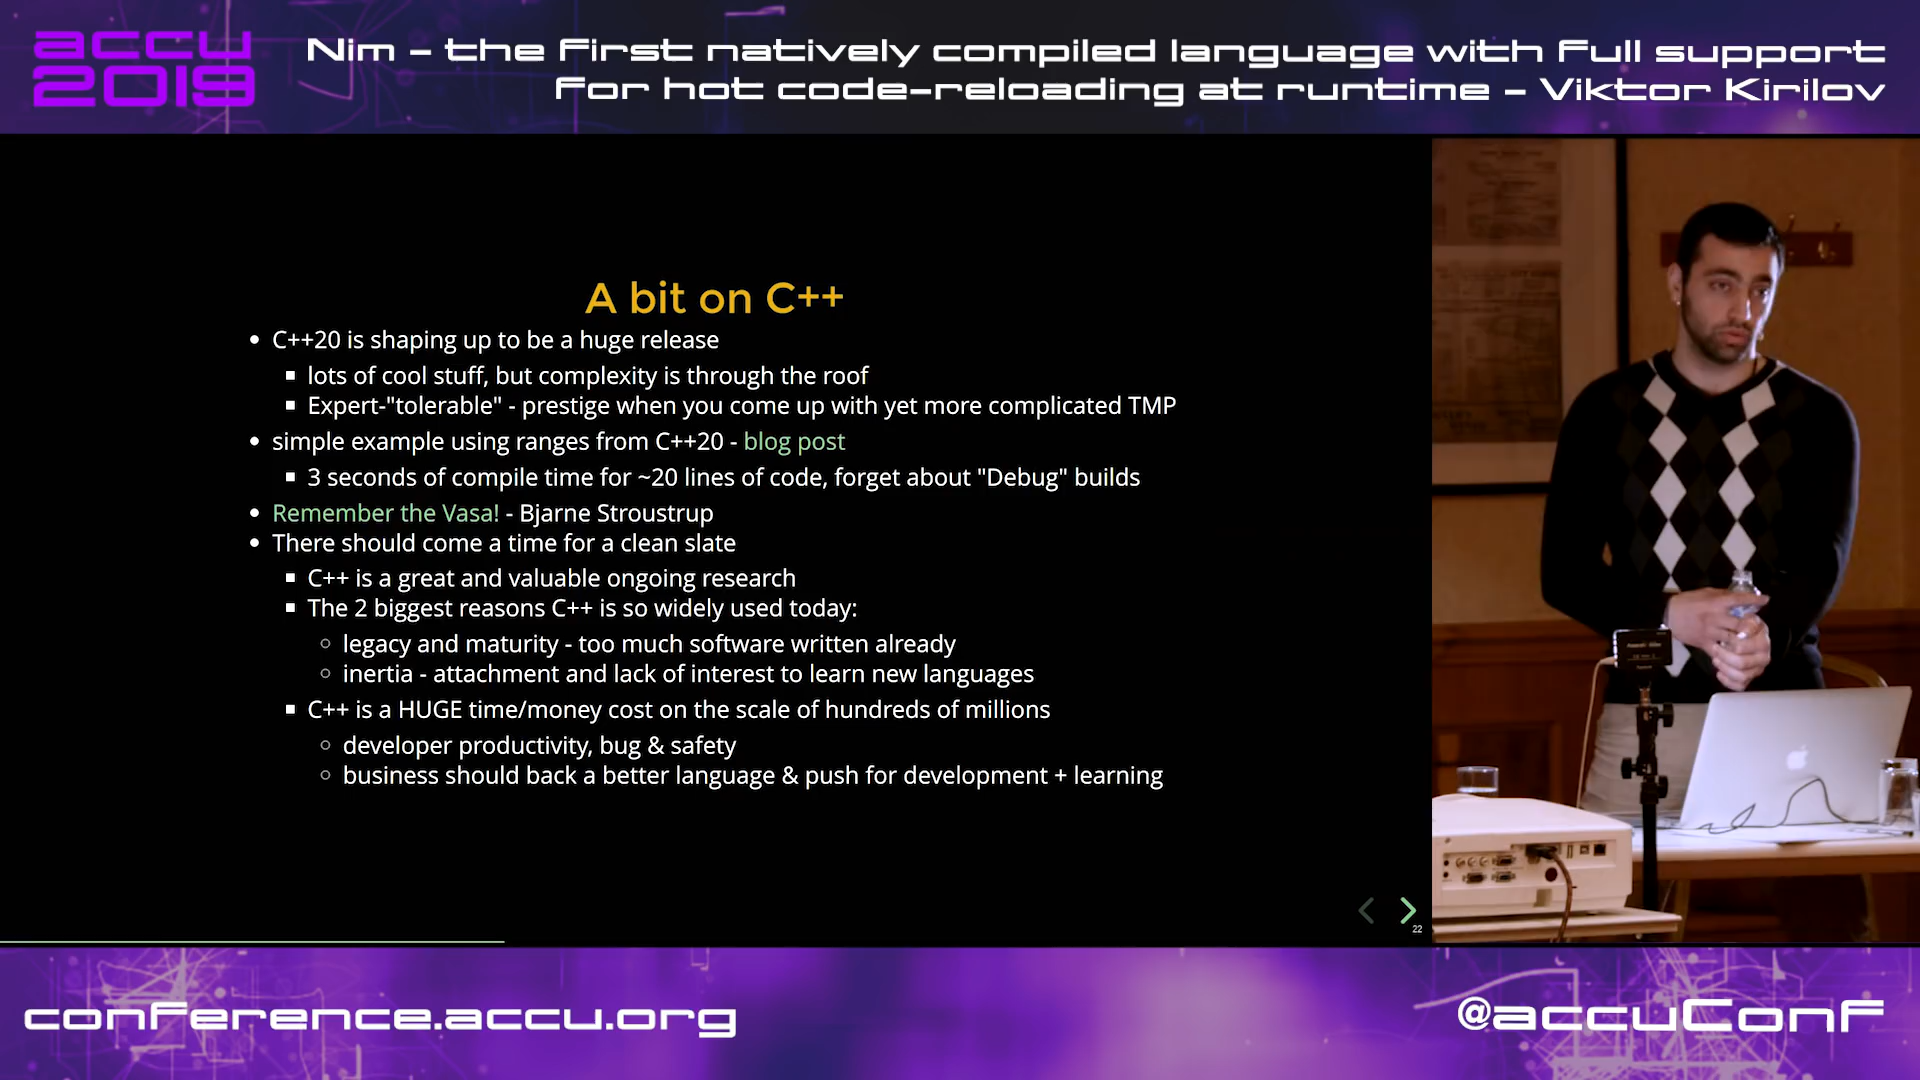 accu
2019
Nim – the first natively compiled language with full support
for hot code-reloading at runtime – Viktor Kirilov
A bit on C++
C++20 is shaping up to be a huge release
lots of cool stuff, but complexity is through the roof
Expert-"tolerable" - prestige when you come up with yet more complicated TMP
simple example using ranges from C++20 - blog post
3 seconds of compile time for ~20 lines of code, forget about "Debug" builds
Remember the Vasa! - Bjarne Stroustrup
There should come a time for a clean slate
C++ is a great and valuable ongoing research
The 2 biggest reasons C++ is so widely used today:
legacy and maturity - too much software written already
inertia - attachment and lack of interest to learn new languages
C++ is a HUGE time/money cost on the scale of hundreds of millions
developer productivity, bug & safety
business should back a better language & push for development + learning
22
conference.accu.org
@accuConf